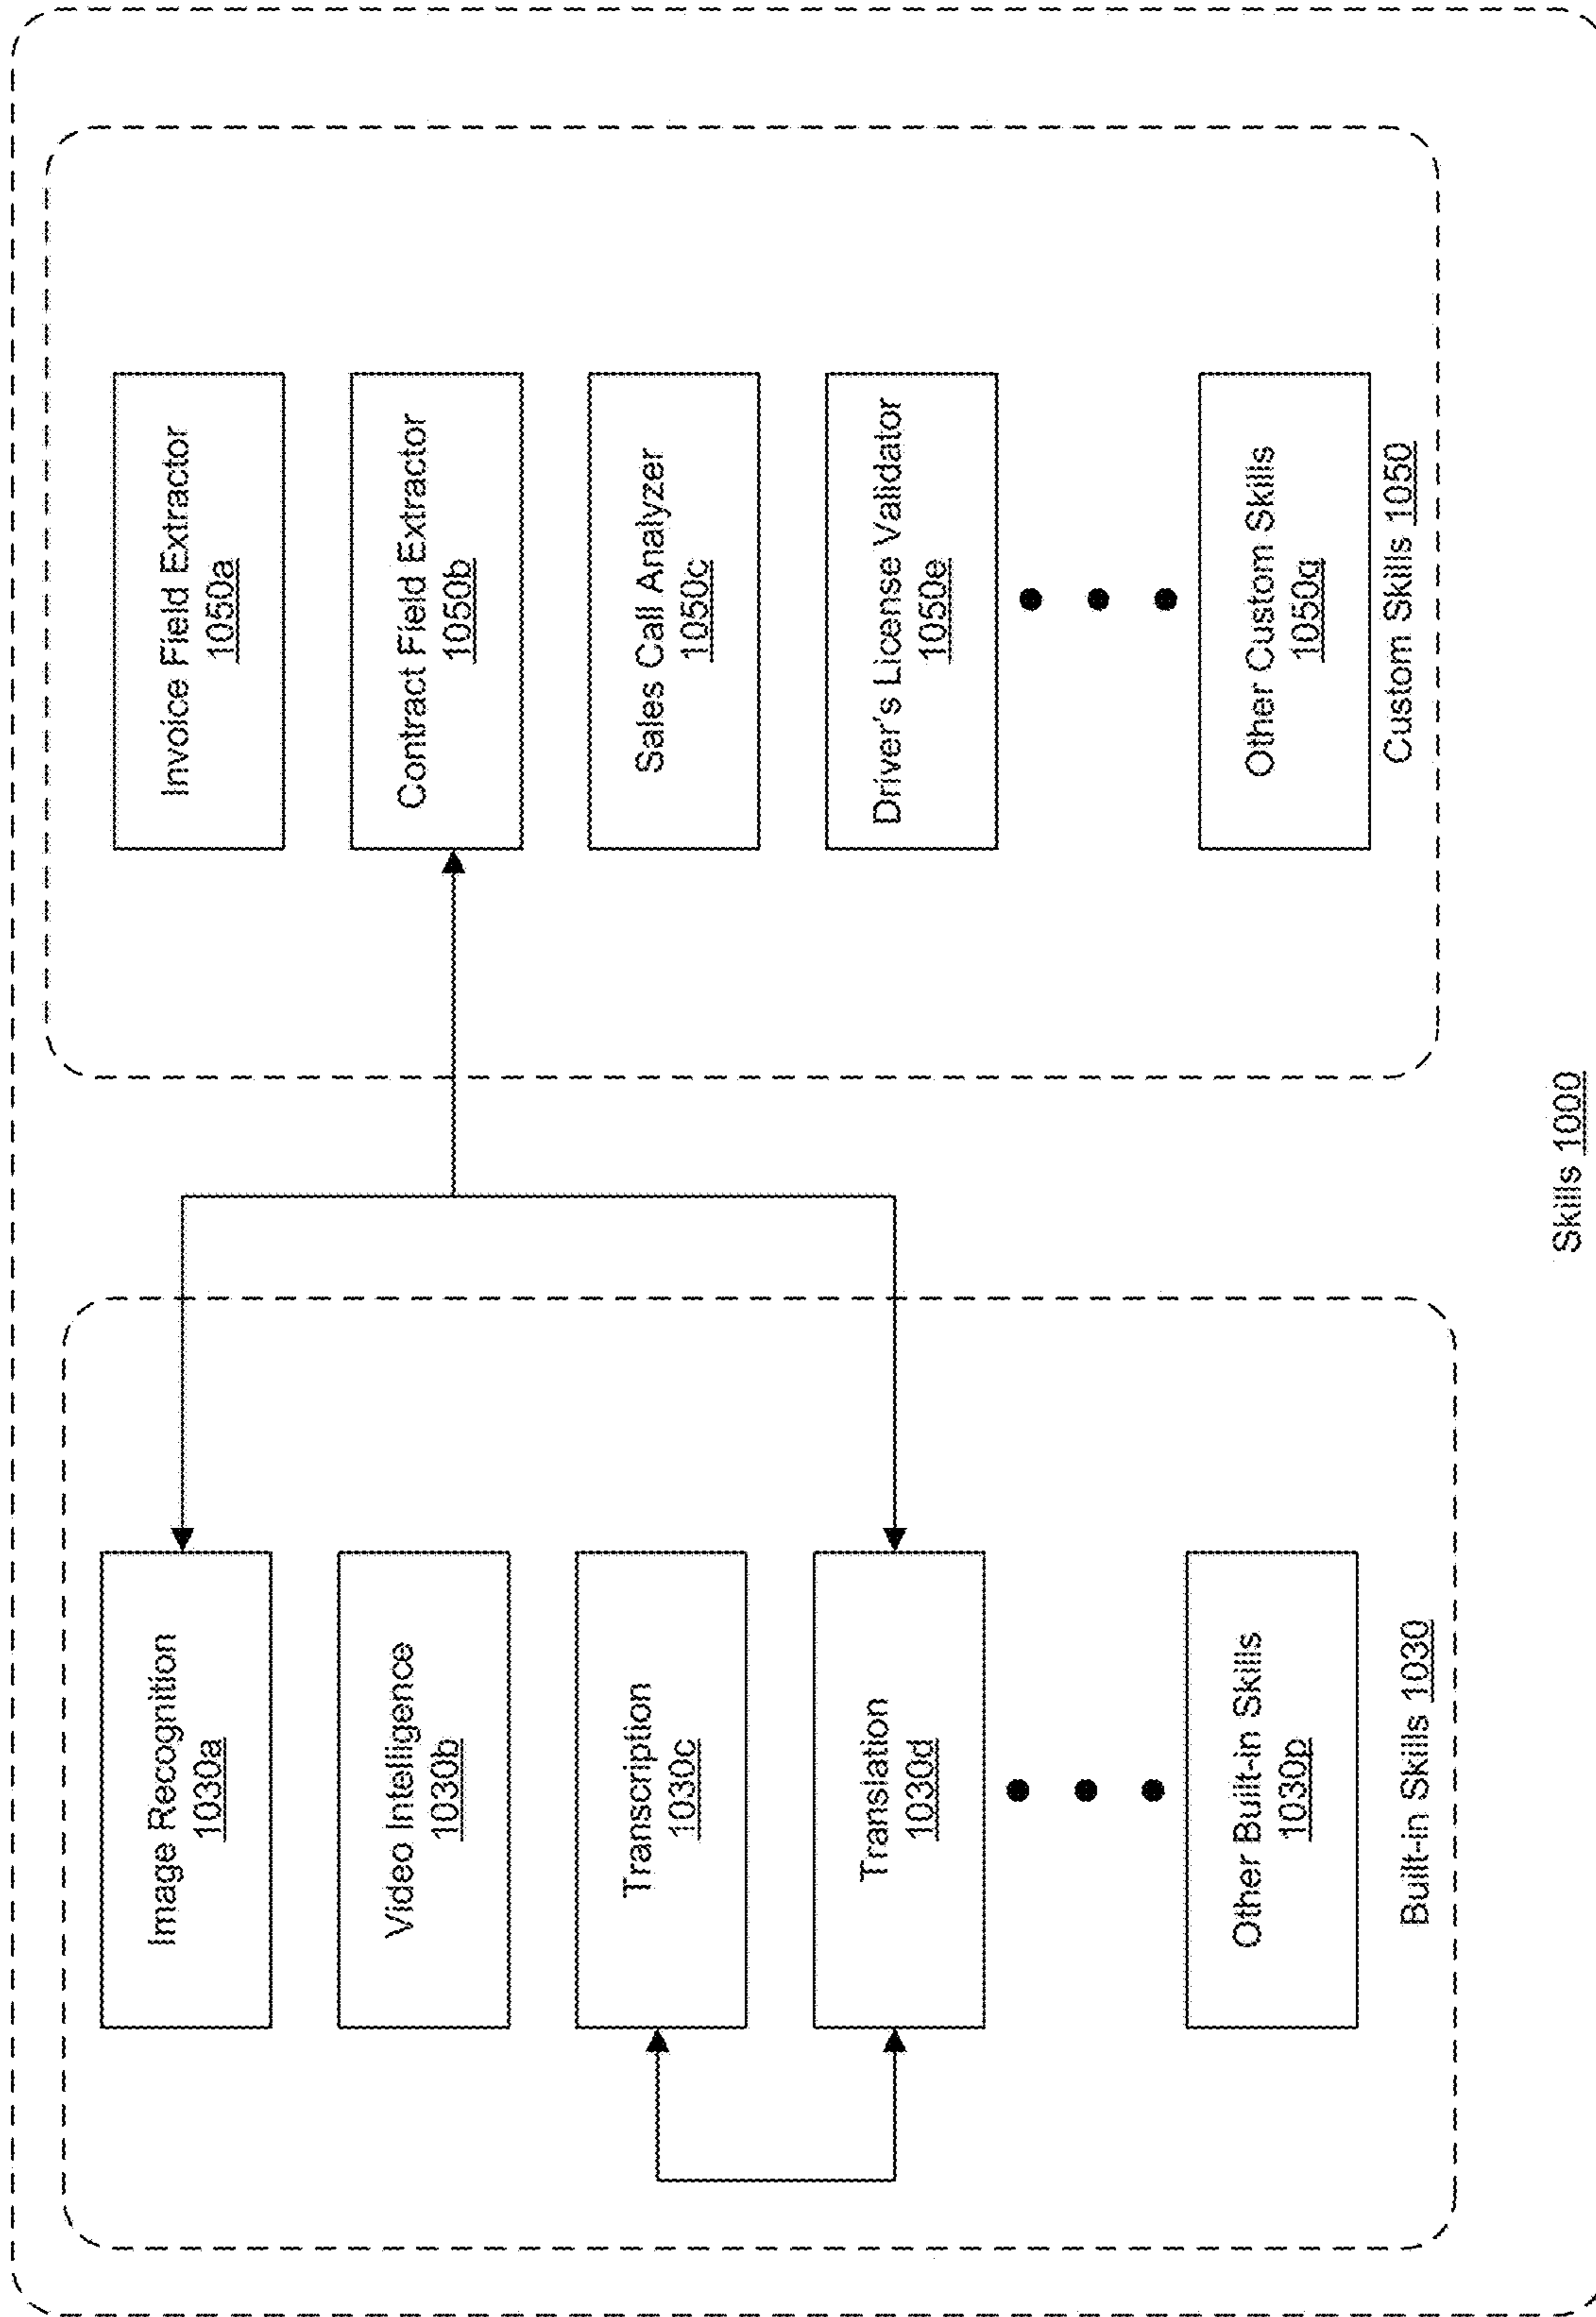 Image Recognition
1030a
Video Intelligence
1030b
Transcription
1030c
Translation
1030d
Other Built-in Skills
1030p
Built-in Skills 1030
Invoice Field Extractor
1050a
Contract Field Extractor
1050b
Sales Call Analyzer
1050c
Driver's License Validator
1050e
Other Custom Skills
1050q
Custom Skills 1050
Skills 1000